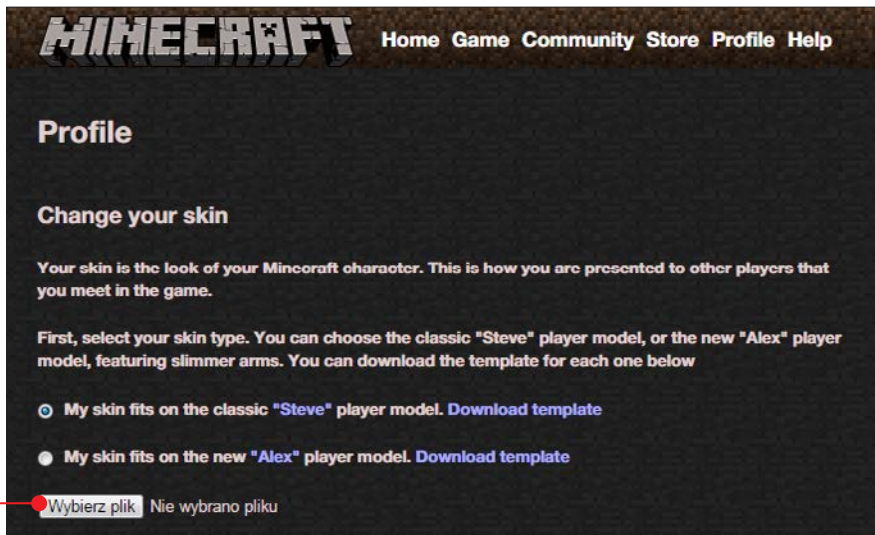 MINECRAFT
Home Game Community Store Profile Help
Profile
Change your skin
Your skin is the look of your Minecraft character. This is how you are presented to other players that
you meet in the game.
First, select your skin type. You can choose the classic "Steve" player model, or the new "Alex" player
model, featuring slimmer arms. You can download the template for each one below
My skin fits on the classic "Steve" player model. Download template
My skin fits on the new "Alex" player model. Download template
Wybierz plik Nie wybrano pliku